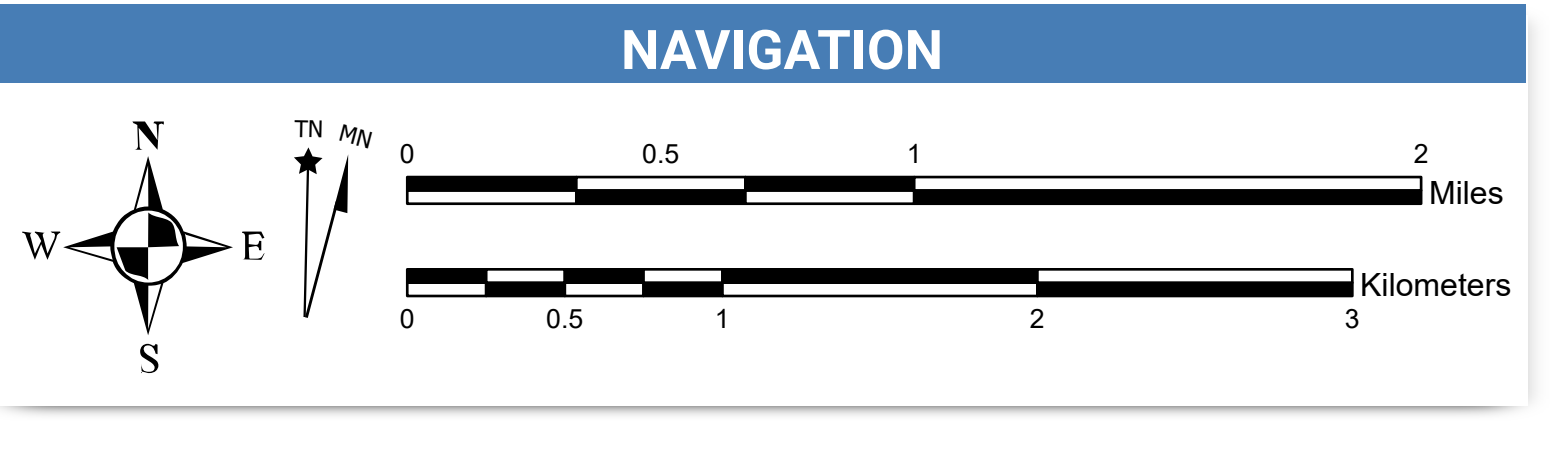 NAVIGATION
N
W E
S
TN MN
0 0.5 1 2
Miles
Kilometers
0 0.5 1 2 3